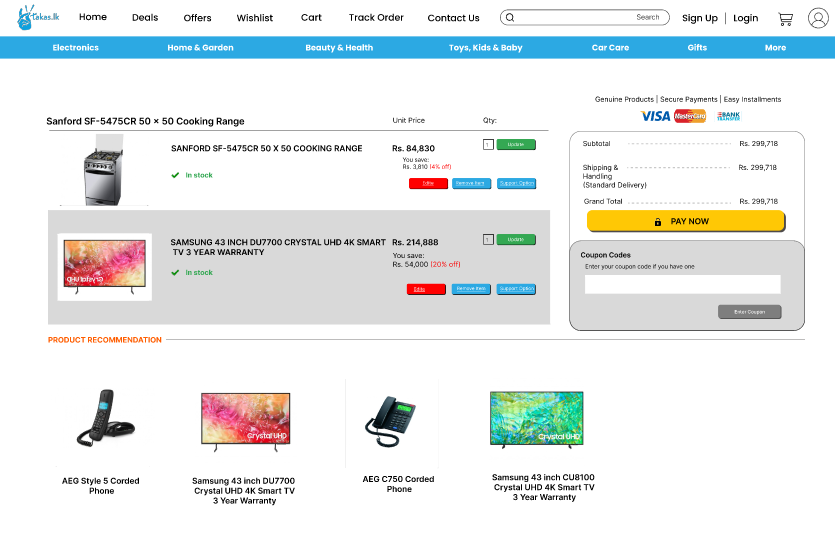 takas.lk
Home
Deals
Offers
Wishlist
Cart
Track Order
Contact Us
Search
Sign Up
Login
Electronics
Home & Garden
Beauty & Health
Toys, Kids & Baby
Car Care
Gifts
More
Genuine Products | Secure Payments | Easy Installments
VISA
MasterCard
BANK
TRANSFER
Sanford SF-5475CR 50 × 50 Cooking Range
Unit Price
Qty:
SANFORD SF-5475CR 50 X 50 COOKING RANGE
Rs. 84,830
1
Update
You save:
Rs. 3,810 (4% off)
In stock
Edite
Remove Item
Support Option
SAMSUNG 43 INCH DU7700 CRYSTAL UHD 4K SMART
TV 3 YEAR WARRANTY
Rs. 214,888
1
Update
You save:
Rs. 54,000 (20% off)
In stock
Edite
Remove Item
Support Option
Subtotal
Rs. 299,718
Shipping &
Handling
(Standard Delivery)
Rs. 299,718
Grand Total
Rs. 299,718
PAY NOW
Coupon Codes
Enter your coupon code if you have one
Enter Coupon
PRODUCT RECOMMENDATION
Crystal UHD
Crystal UHD
AEG Style 5 Corded
Phone
Samsung 43 inch DU7700
Crystal UHD 4K Smart TV
3 Year Warranty
AEG C750 Corded
Phone
Samsung 43 inch CU8100
Crystal UHD 4K Smart TV
3 Year Warranty